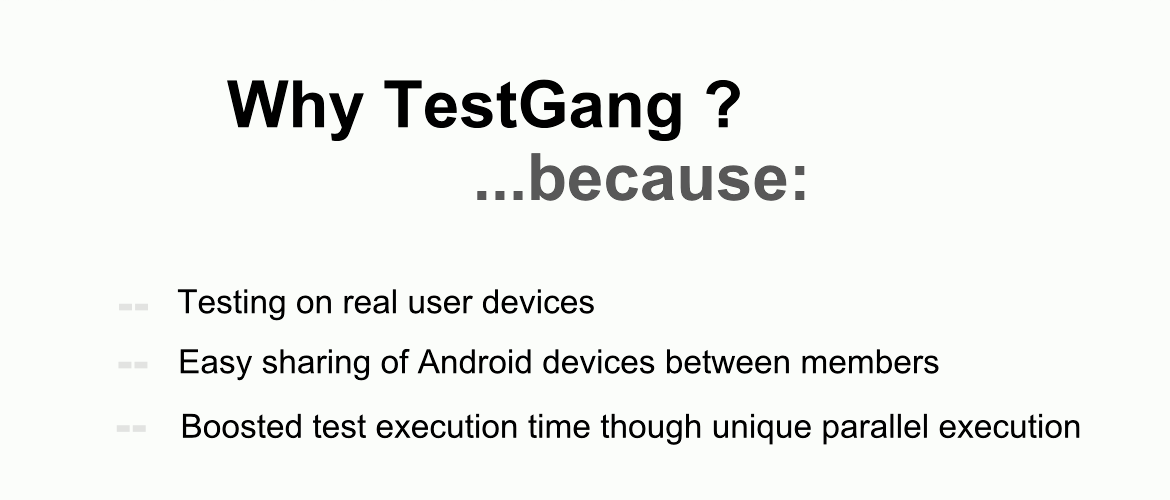 Why TestGang ?
...because:
-- Testing on real user devices
-- Easy sharing of Android devices between members
-- Boosted test execution time though unique parallel execution